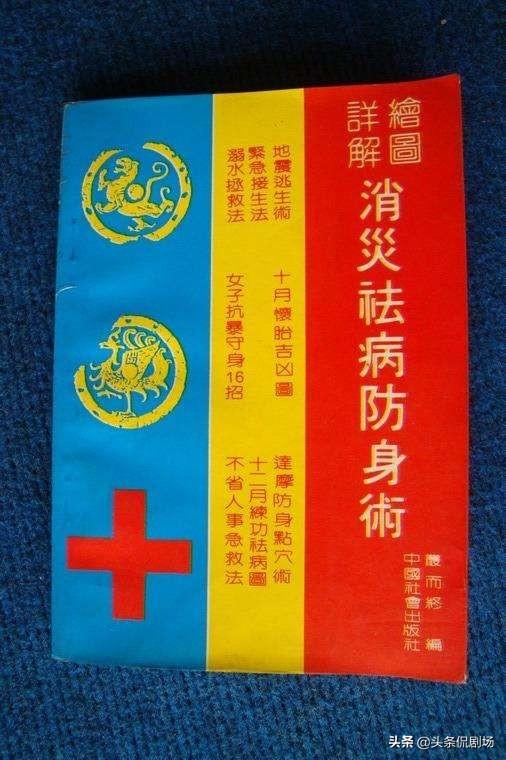 繪圖
詳解
消災祛病防身術
嚴而終 編
中國社會出版社
地震逃生術
緊急接生法
溺水拯救法
十月懷胎吉凶圖
女子抗暴守身16招
達摩防身點穴術
十二月練功祛病圖
不省人事急救法
头条 @头条侃剧场